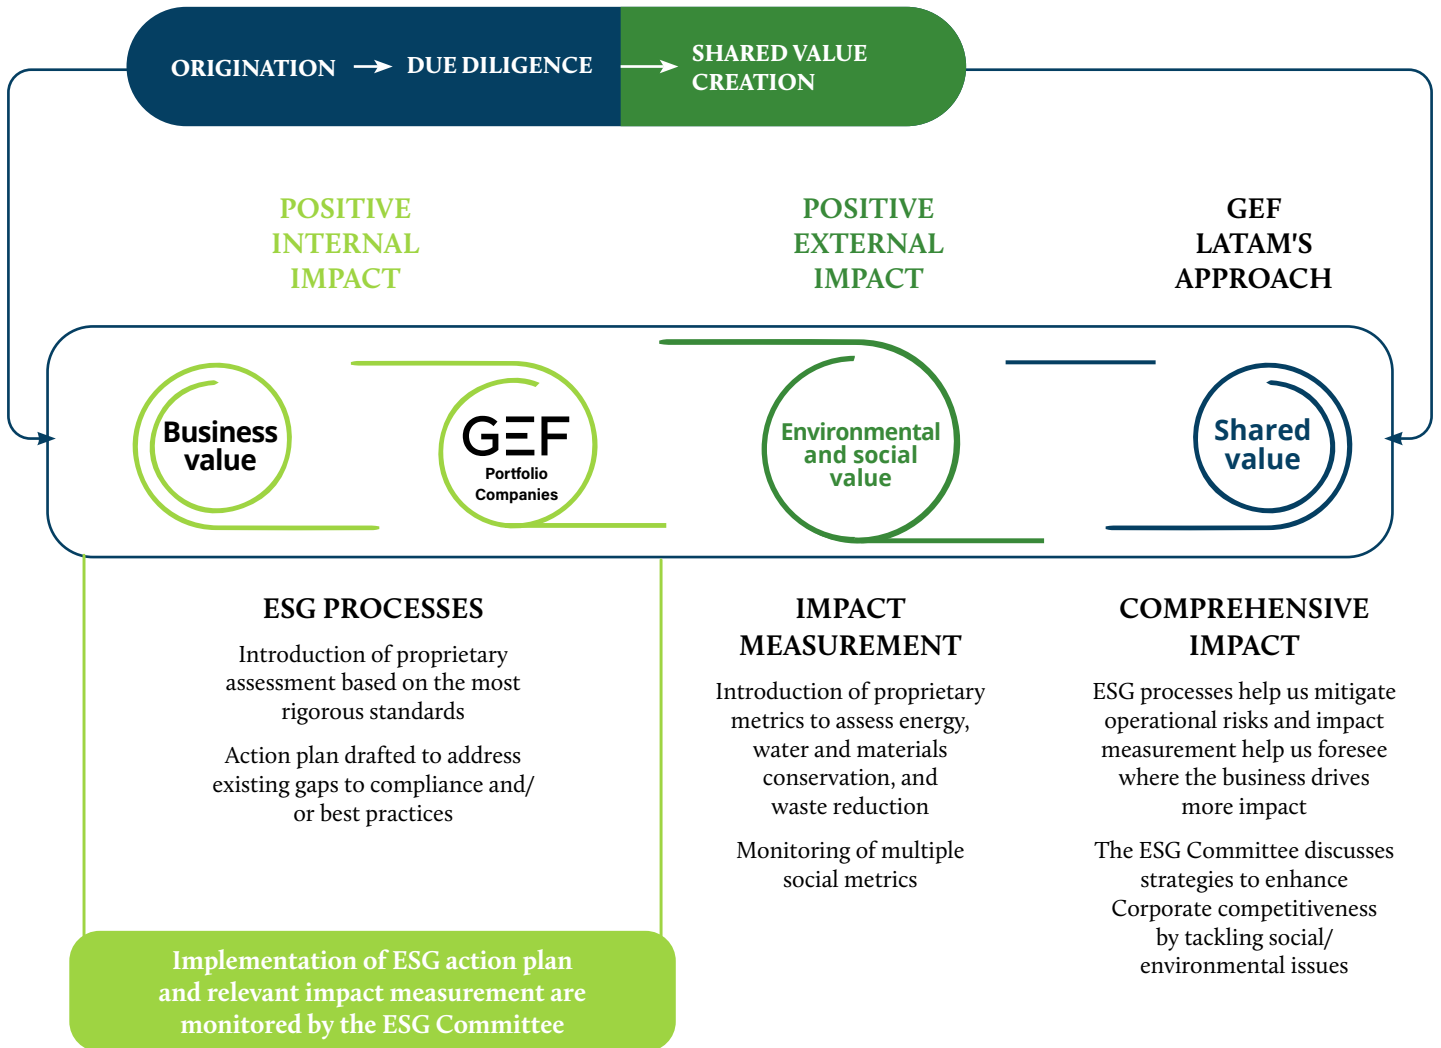 ORIGINATION
DUE DILIGENCE
SHARED VALUE
CREATION
POSITIVE
INTERNAL
IMPACT
POSITIVE
EXTERNAL
IMPACT
GEF
LATAM'S
APPROACH
Business
value
GEF
Portfolio
Companies
Environmental
and social
value
Shared
value
ESG PROCESSES
Introduction of proprietary
assessment based on the most
rigorous standards
Action plan drafted to address
existing gaps to compliance and/
or best practices
IMPACT
MEASUREMENT
Introduction of proprietary
metrics to assess energy,
water and materials
conservation, and
waste reduction
Monitoring of multiple
social metrics
COMPREHENSIVE
IMPACT
ESG processes help us mitigate
operational risks and impact
measurement help us foresee
where the business drives
more impact
The ESG Committee discusses
strategies to enhance
Corporate competitiveness
by tackling social/
environmental issues
Implementation of ESG action plan
and relevant impact measurement are
monitored by the ESG Committee